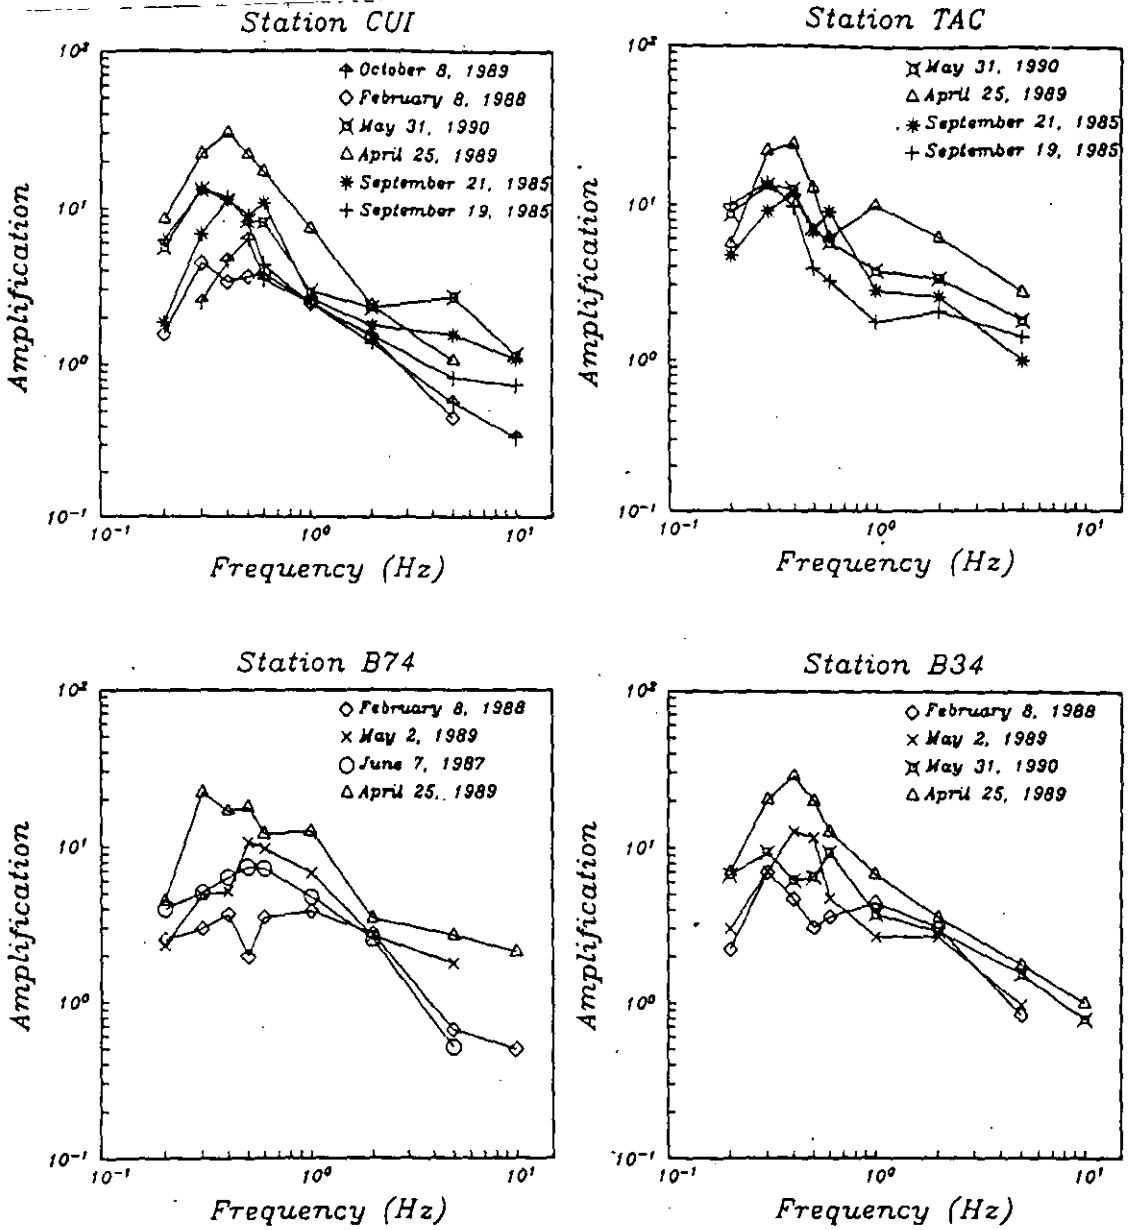 Station CUI
10²
10¹
10⁰
10⁻¹
Amplification
October 8, 1989
February 8, 1988
May 31, 1990
April 25, 1989
September 21, 1985
September 19, 1985
10⁻¹
10⁰
10¹
Frequency (Hz)
Station TAC
10²
10¹
10⁰
10⁻¹
Amplification
May 31, 1990
April 25, 1989
September 21, 1985
September 19, 1985
10⁻¹
10⁰
10¹
Frequency (Hz)
Station B74
10²
10¹
10⁰
10⁻¹
Amplification
February 8, 1988
May 2, 1989
June 7, 1987
April 25, 1989
10⁻¹
10⁰
10¹
Frequency (Hz)
Station B34
10²
10¹
10⁰
10⁻¹
Amplification
February 8, 1988
May 2, 1989
May 31, 1990
April 25, 1989
10⁻¹
10⁰
10¹
Frequency (Hz)